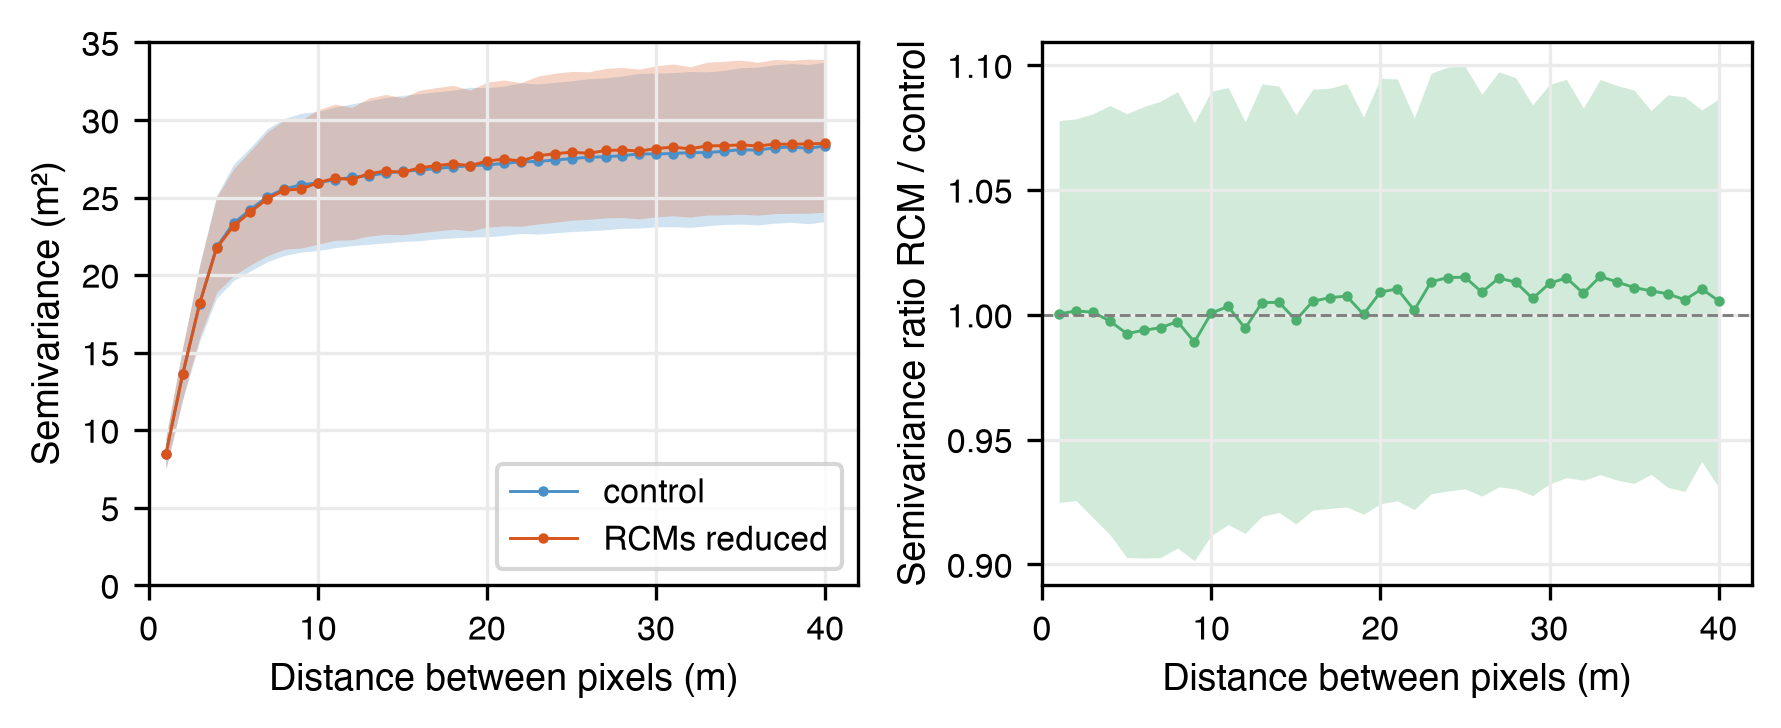 35
30
25
20
15
10
5
0
0 10 20 30 40
Semivariance (m²)
Distance between pixels (m)
control
RCMs reduced
1.10
1.05
1.00
0.95
0.90
0 10 20 30 40
Semivariance ratio RCM / control
Distance between pixels (m)